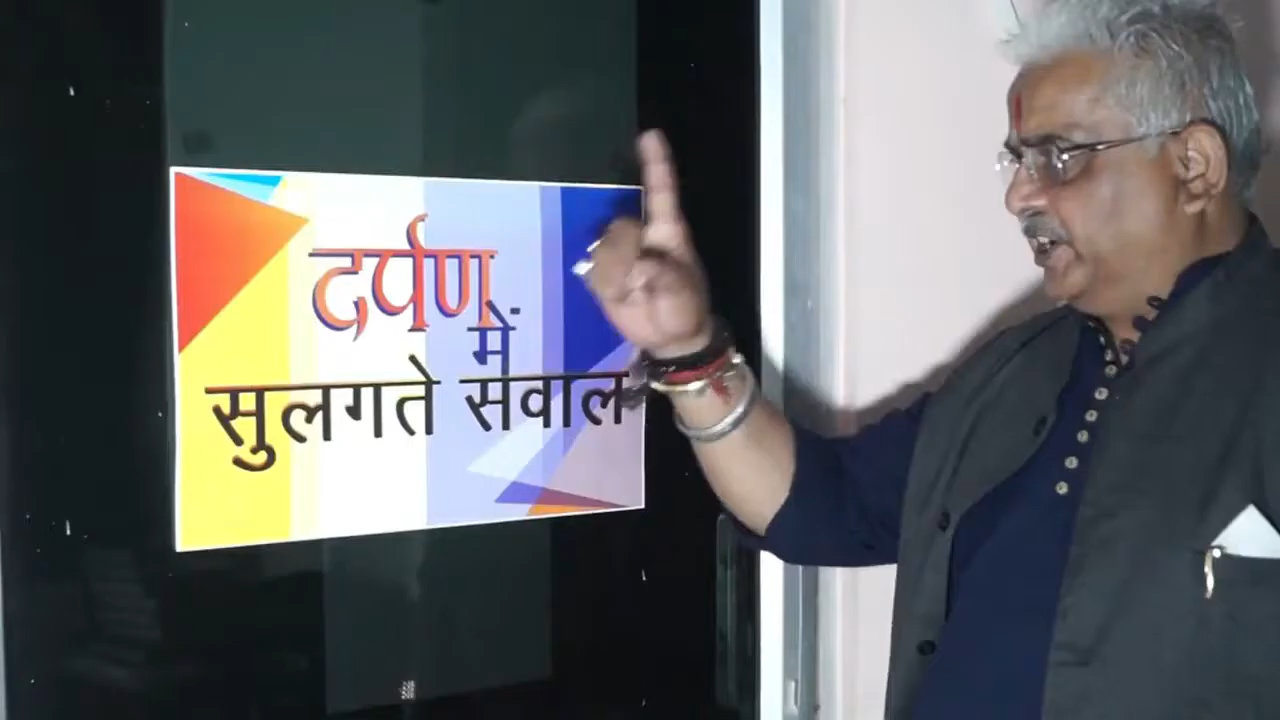 दर्पण
में
सुलगते सवाल